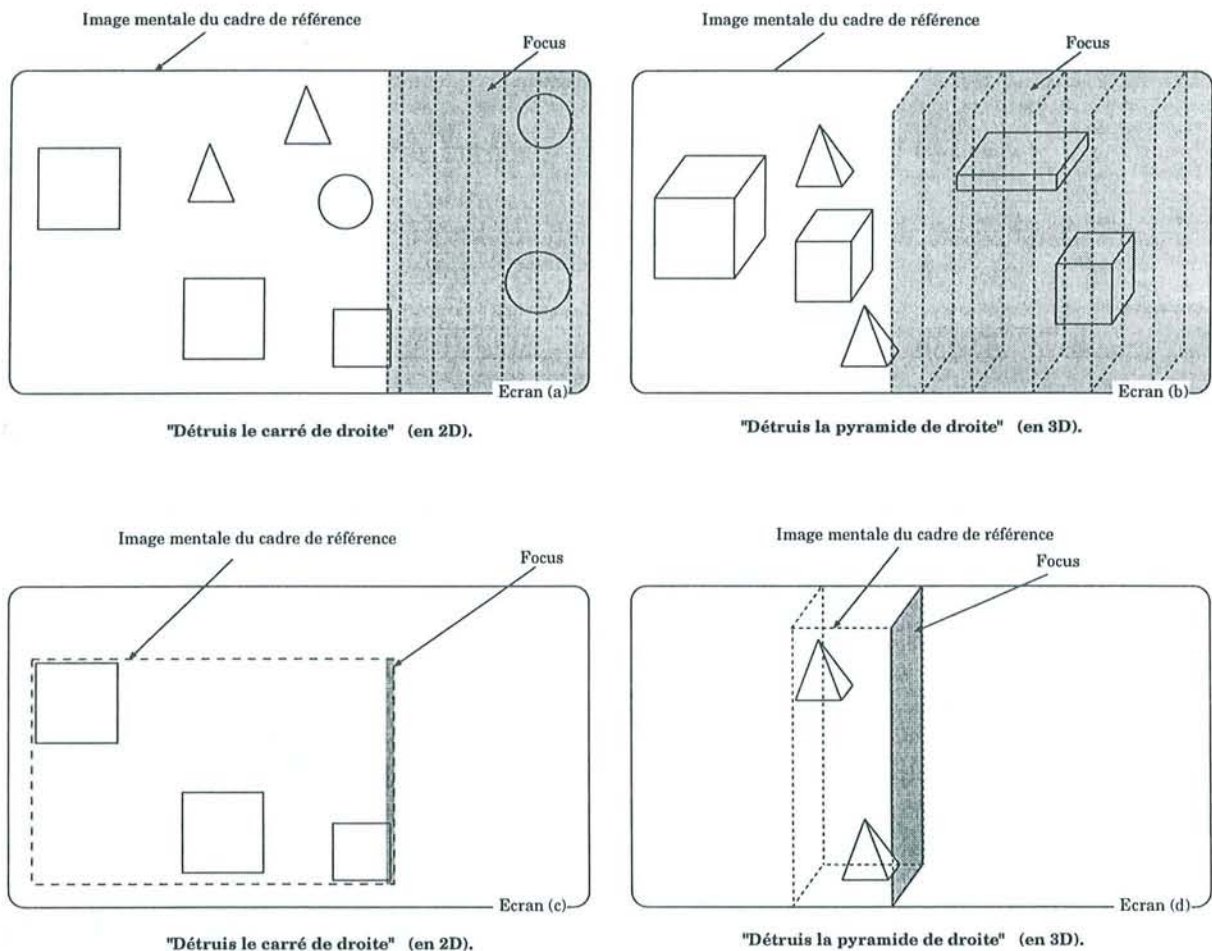 Image mentale du cadre de référence
Focus
Ecran (a)
"Détruis le carré de droite" (en 2D).
Image mentale du cadre de référence
Focus
Ecran (b)
"Détruis la pyramide de droite" (en 3D).
Image mentale du cadre de référence
Focus
Ecran (c)
"Détruis le carré de droite" (en 2D).
Image mentale du cadre de référence
Focus
Ecran (d)
"Détruis la pyramide de droite" (en 3D).